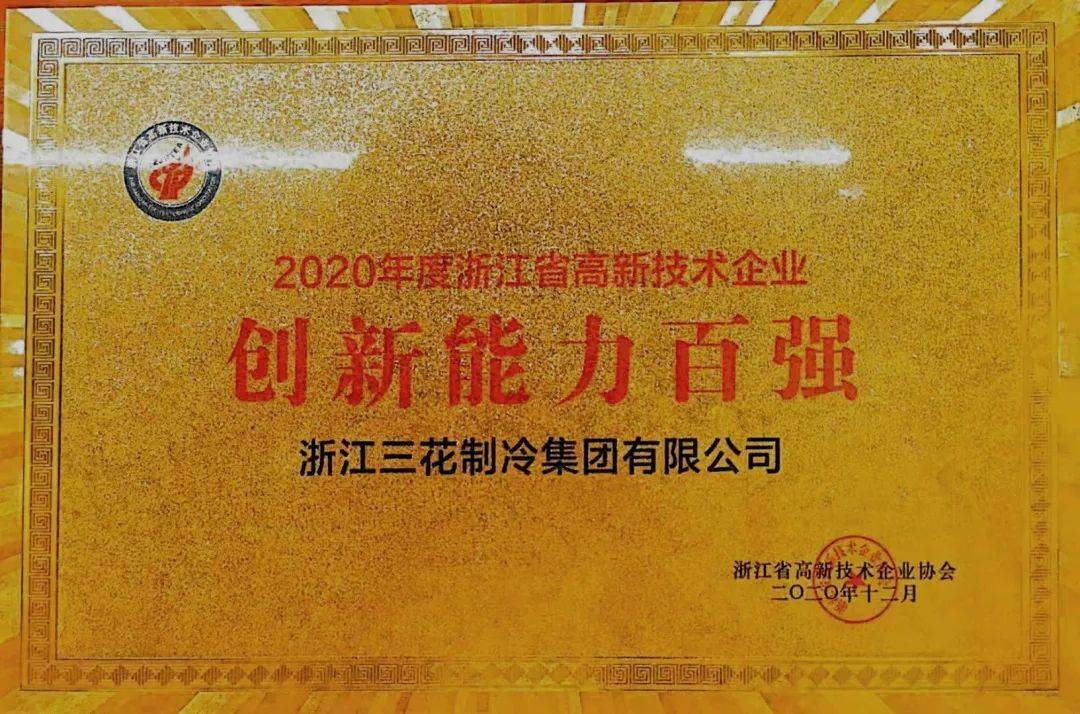 2020年度浙江省高新技术企业
创新能力百强
浙江三花制冷集团有限公司
浙江省高新技术企业协会
二〇二〇年十二月